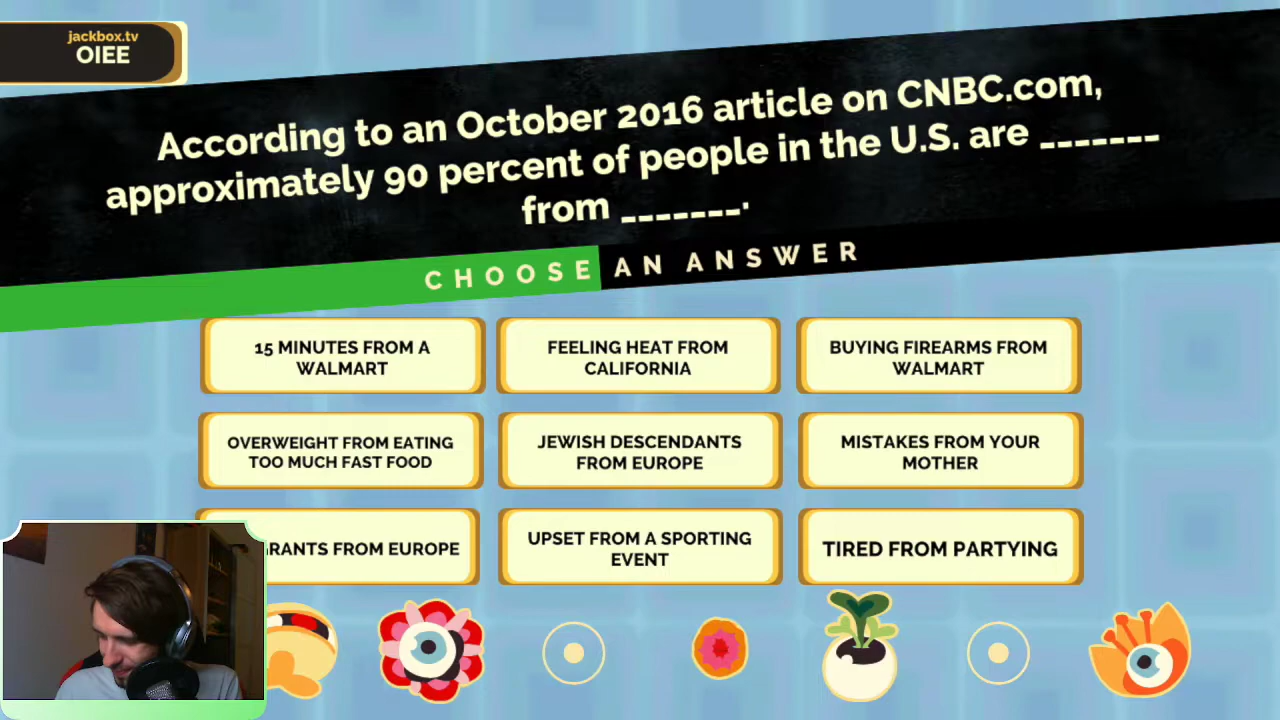 jackbox.tv
OIEE
According to an October 2016 article on CNBC.com,
approximately 90 percent of people in the U.S. are _______
from _______.
CHOOSE AN ANSWER
15 MINUTES FROM A
WALMART
FEELING HEAT FROM
CALIFORNIA
BUYING FIREARMS FROM
WALMART
OVERWEIGHT FROM EATING
TOO MUCH FAST FOOD
JEWISH DESCENDANTS
FROM EUROPE
MISTAKES FROM YOUR
MOTHER
GRANTS FROM EUROPE
UPSET FROM A SPORTING
EVENT
TIRED FROM PARTYING